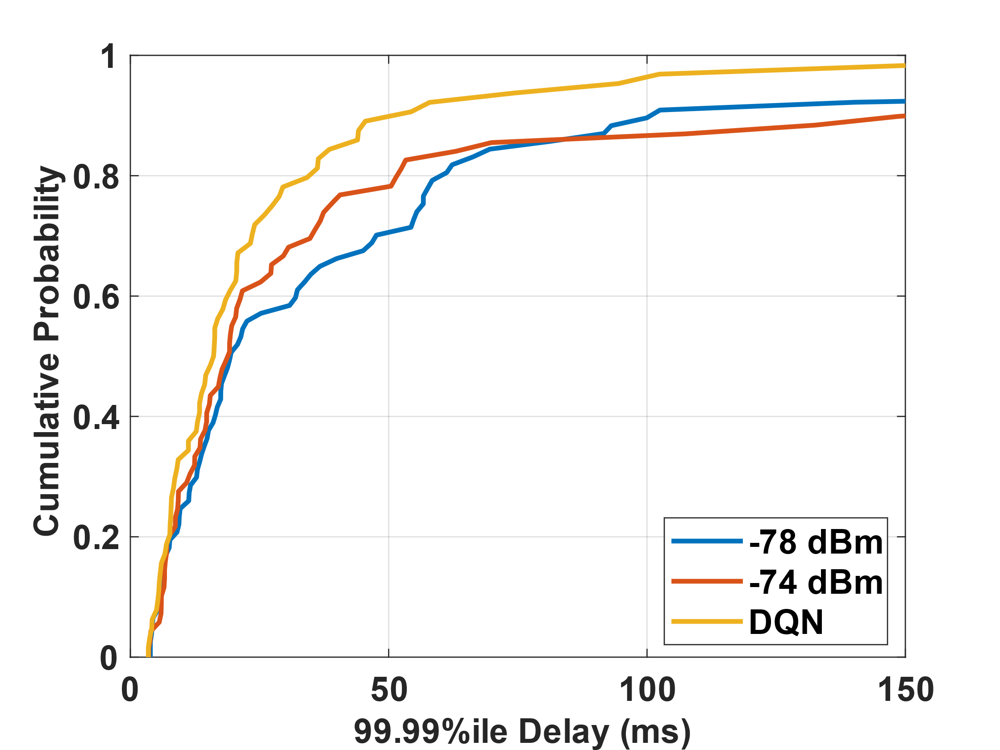 1
0.8
0.6
0.4
0.2
0
Cumulative Probability
0 50 100 150
99.99%ile Delay (ms)
-78 dBm
-74 dBm
DQN